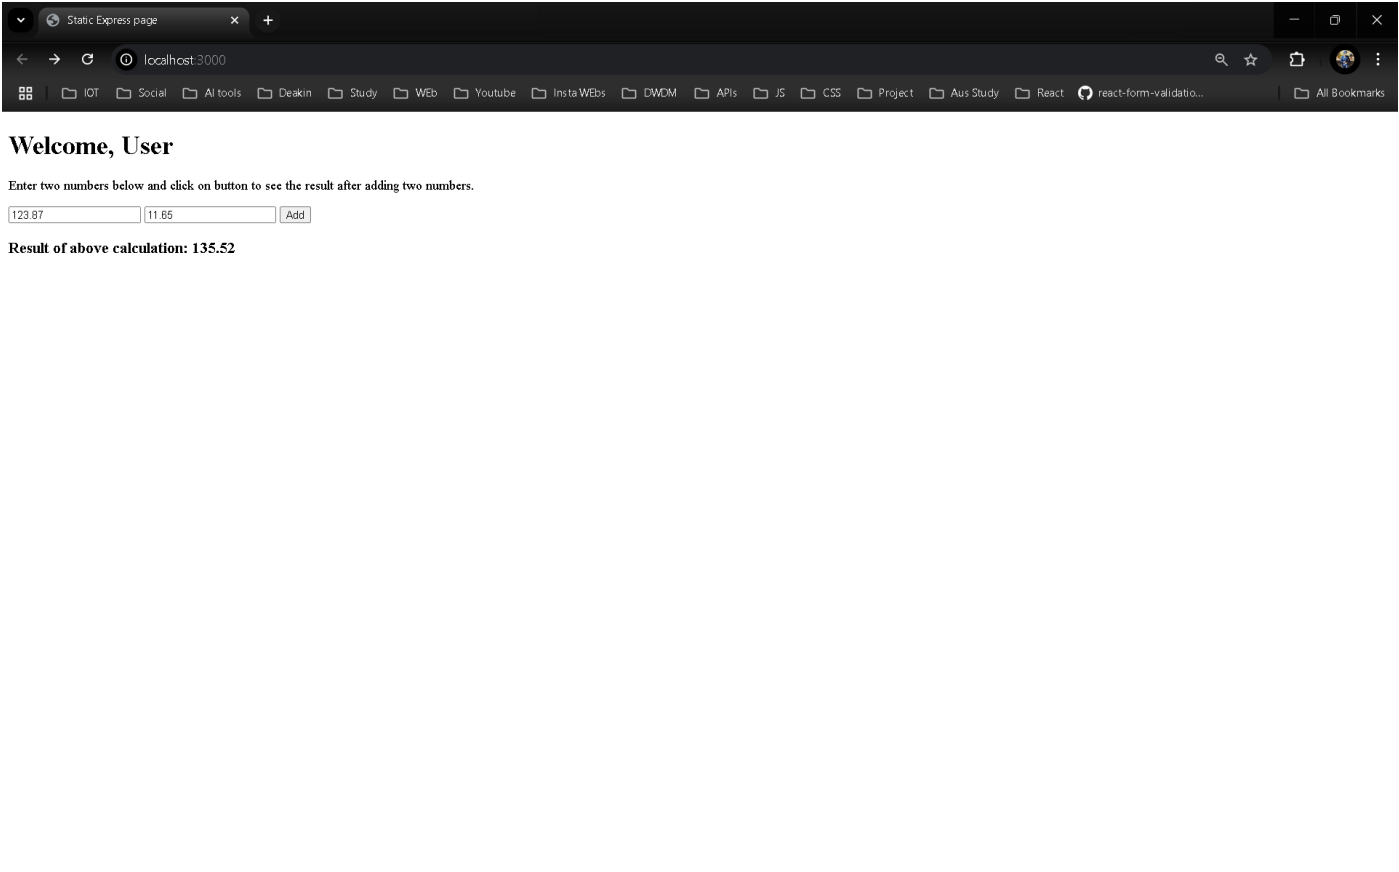 Static Express page
localhost:3000
IOT Social AI tools Deakin Study WEb Youtube Insta WEbs DWDM APIs JS CSS Project Aus Study React react-form-validatio... All Bookmarks
Welcome, User
Enter two numbers below and click on button to see the result after adding two numbers.
123.87 11.65 Add
Result of above calculation: 135.52